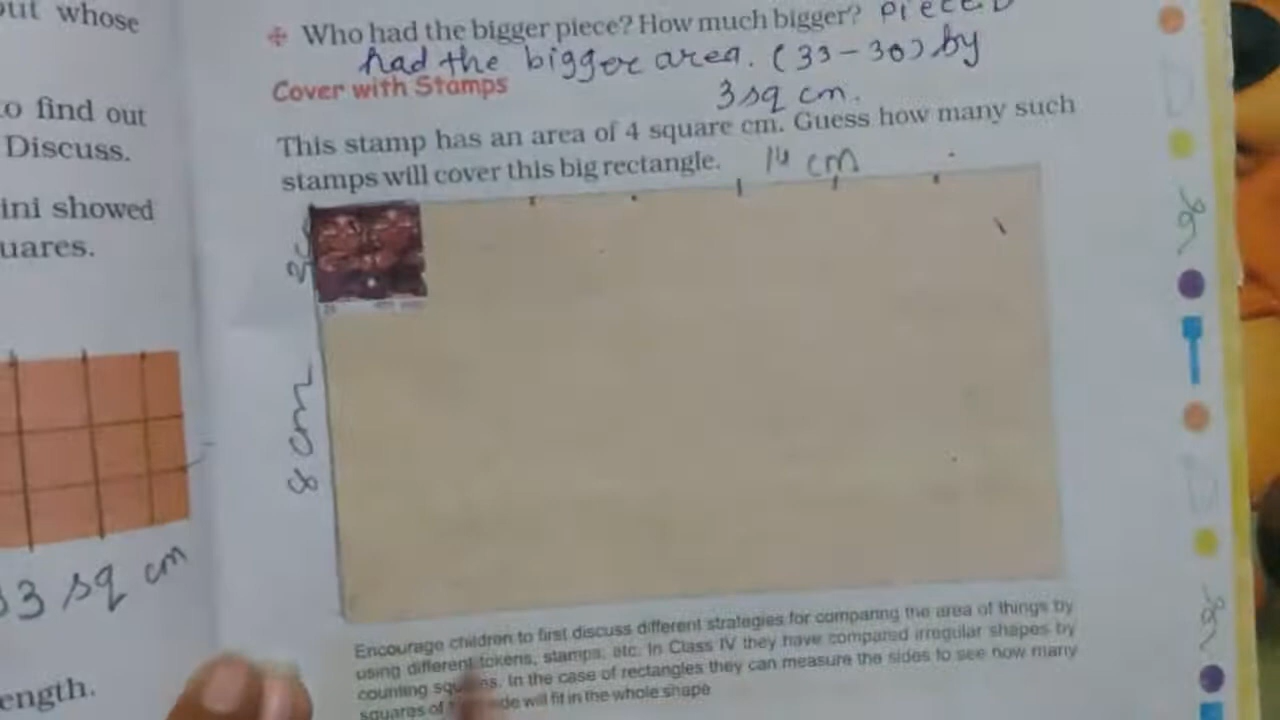 out whose
to find out
Discuss.
ini showed
uares.
33 sq cm
ength.
Who had the bigger piece? How much bigger? Piece
had the bigger area. (33-30) by
Cover with Stamps
3 sq cm.
This stamp has an area of 4 square cm. Guess how many such
stamps will cover this big rectangle. 14 cm
8 cm
Encourage children to first discuss different strategies for comparing the area of things by
using different tokens, stamps, etc. In Class IV they have compared irregular shapes by
counting squares. In the case of rectangles they can measure the sides to see how many
squares of side will fit in the whole shape